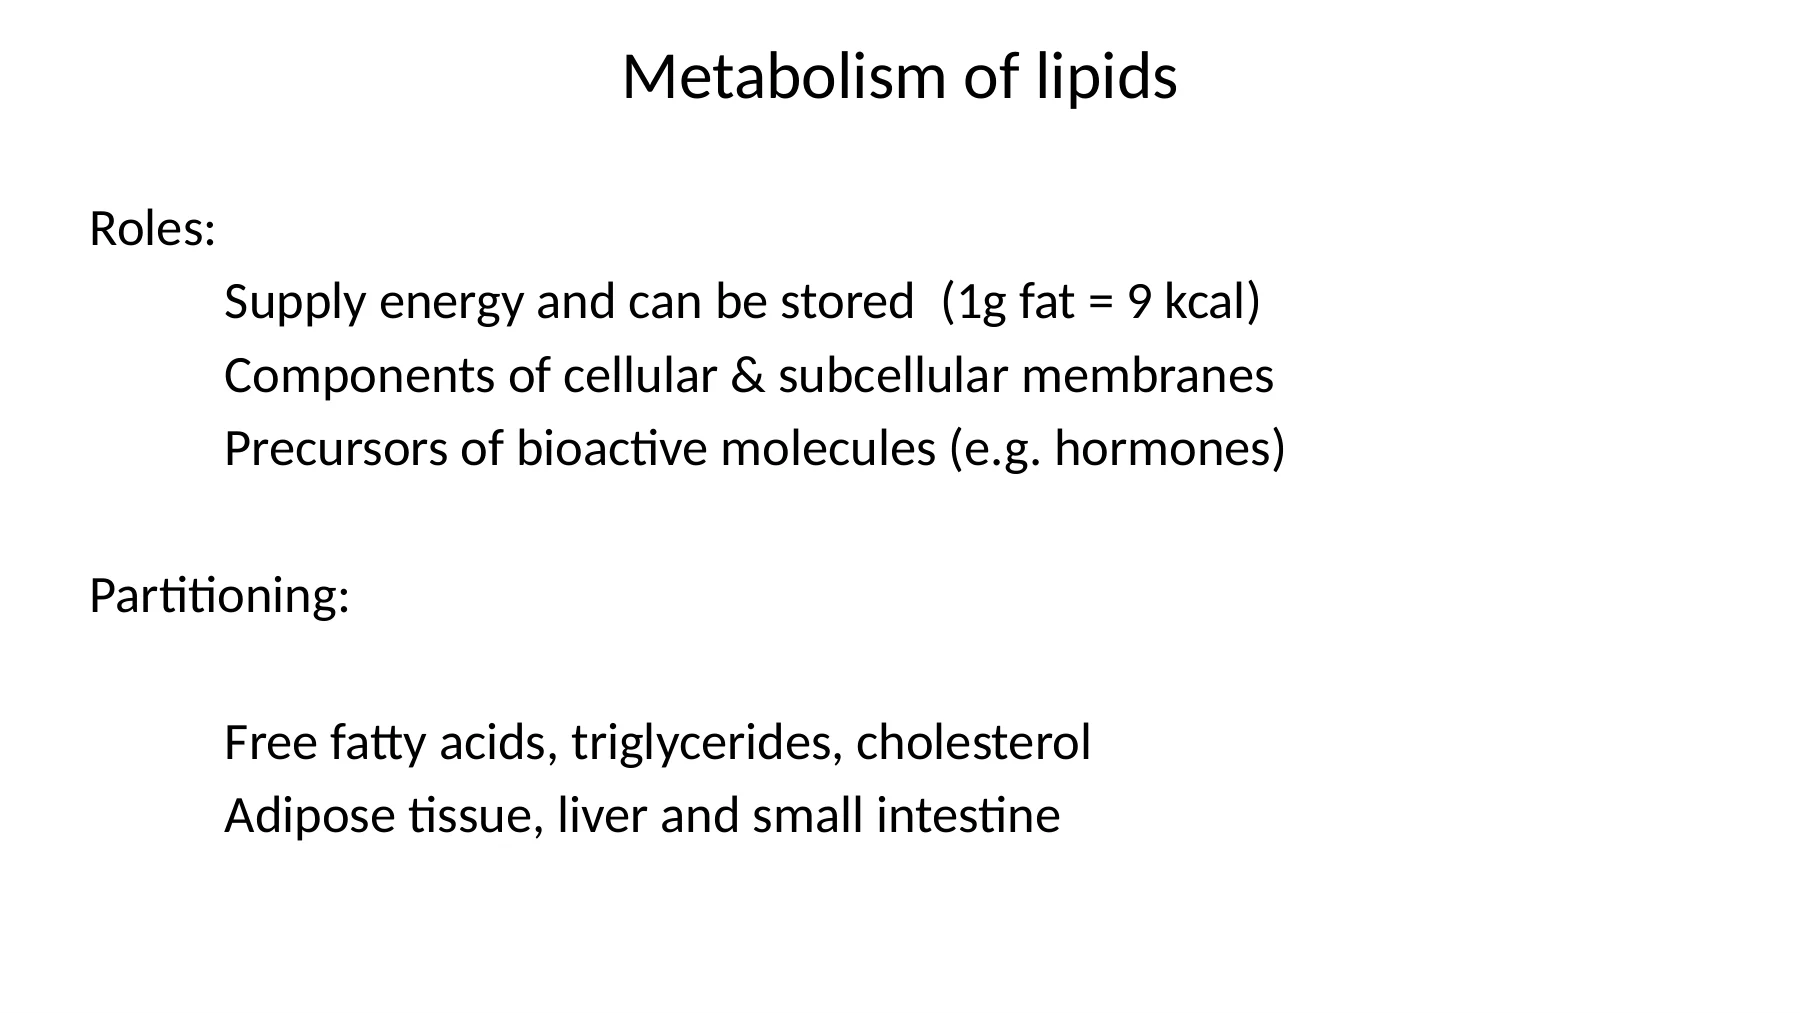 Metabolism of lipids
Roles:
Supply energy and can be stored  (1g fat = 9 kcal)
Components of cellular & subcellular membranes
Precursors of bioactive molecules (e.g. hormones)
Partitioning:
Free fatty acids, triglycerides, cholesterol
Adipose tissue, liver and small intestine